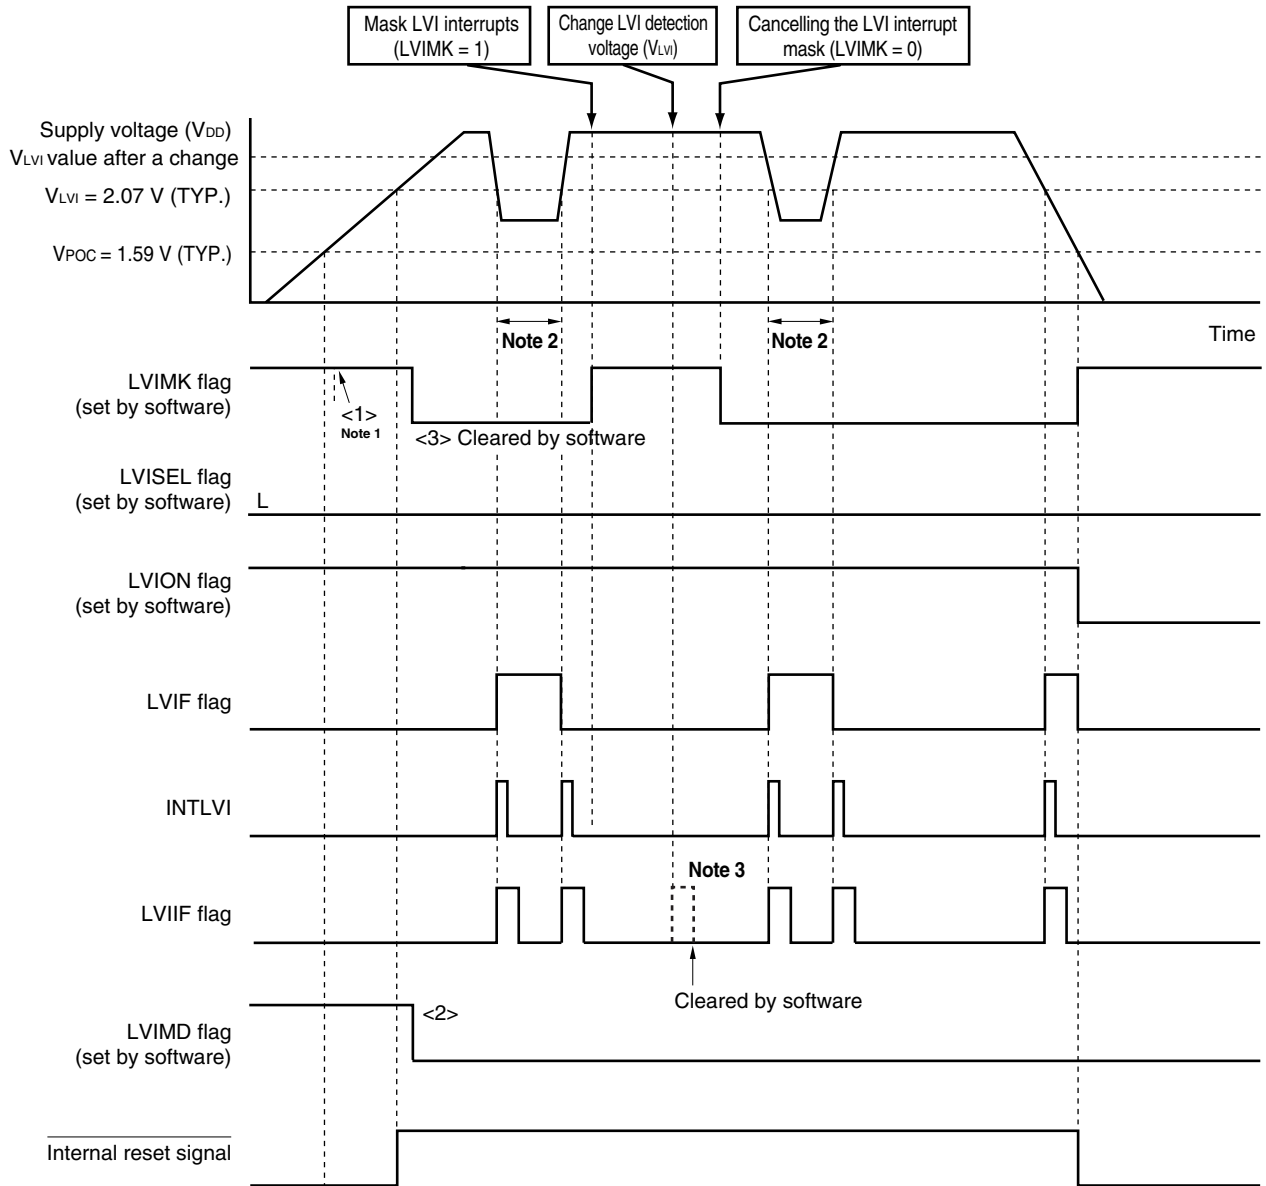 Mask LVI interrupts
(LVIMK = 1)
Change LVI detection
voltage (VLVI)
Cancelling the LVI interrupt
mask (LVIMK = 0)
Supply voltage (VDD)
VLVI value after a change
VLVI = 2.07 V (TYP.)
VPOC = 1.59 V (TYP.)
Time
Note 2
Note 2
LVIMK flag
(set by software)
<1>
Note 1
<3> Cleared by software
LVISEL flag
(set by software)
L
LVION flag
(set by software)
LVIF flag
INTLVI
Note 3
LVIIF flag
Cleared by software
<2>
LVIMD flag
(set by software)
Internal reset signal